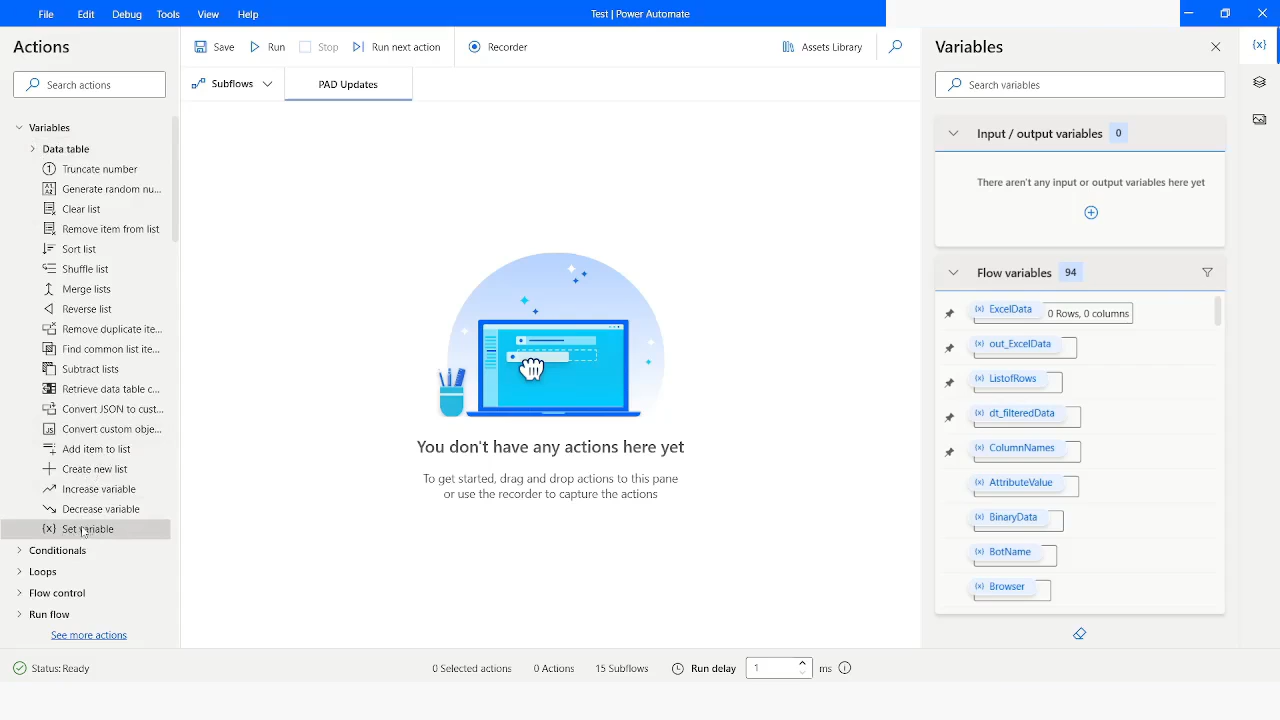 File Edit Debug Tools View Help
Test | Power Automate
Actions
Search actions
Variables
Data table
Truncate number
Generate random nu...
Clear list
Remove item from list
Sort list
Shuffle list
Merge lists
Reverse list
Remove duplicate ite...
Find common list ite...
Subtract lists
Retrieve data table c...
Convert JSON to cust...
Convert custom obje...
Add item to list
Create new list
Increase variable
Decrease variable
{x} Set variable
Conditionals
Loops
Flow control
Run flow
See more actions
Save Run Stop Run next action Recorder Assets Library
Subflows PAD Updates
You don't have any actions here yet
To get started, drag and drop actions to this pane
or use the recorder to capture the actions
Variables
Search variables
Input / output variables 0
There aren't any input or output variables here yet
Flow variables 94
{x} ExcelData 0 Rows, 0 columns
{x} out_ExcelData
{x} ListofRows
{x} dt_filteredData
{x} ColumnNames
{x} AttributeValue
{x} BinaryData
{x} BotName
{x} Browser
{x}
Status: Ready 0 Selected actions 0 Actions 15 Subflows Run delay 1 ms